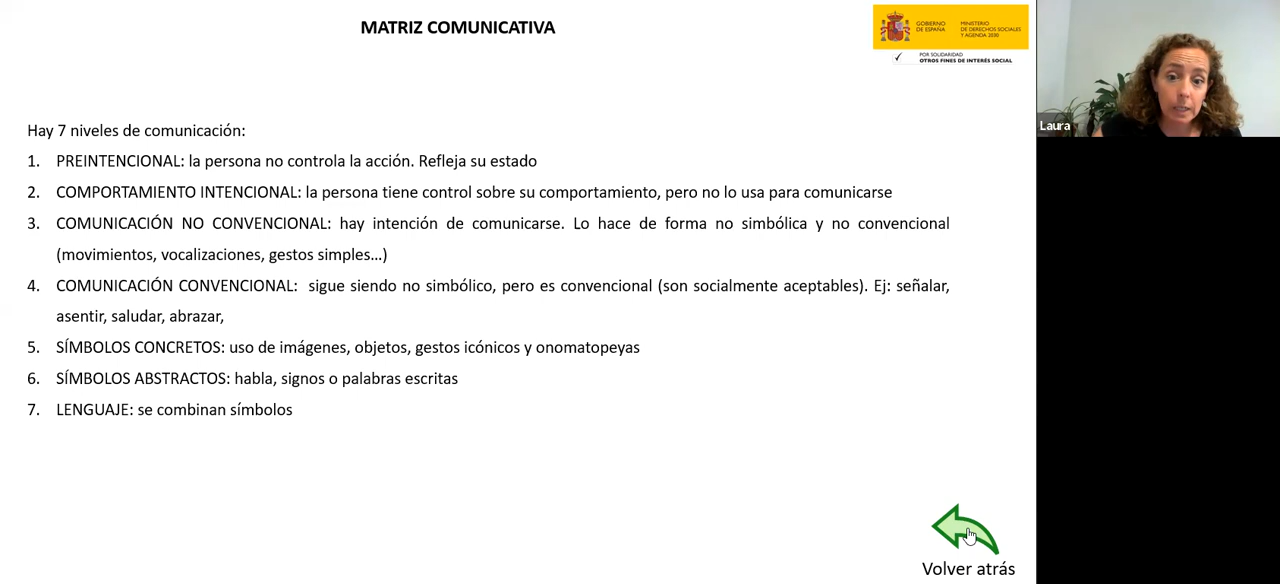 MATRIZ COMUNICATIVA
GOBIERNO
DE ESPAÑA
MINISTERIO
DE DERECHOS SOCIALES
Y AGENDA 2030
POR SOLIDARIDAD
OTROS FINES DE INTERÉS SOCIAL
Laura
Hay 7 niveles de comunicación:
1. PREINTENCIONAL: la persona no controla la acción. Refleja su estado
2. COMPORTAMIENTO INTENCIONAL: la persona tiene control sobre su comportamiento, pero no lo usa para comunicarse
3. COMUNICACIÓN NO CONVENCIONAL: hay intención de comunicarse. Lo hace de forma no simbólica y no convencional
(movimientos, vocalizaciones, gestos simples...)
4. COMUNICACIÓN CONVENCIONAL: sigue siendo no simbólico, pero es convencional (son socialmente aceptables). Ej: señalar,
asentir, saludar, abrazar,
5. SÍMBOLOS CONCRETOS: uso de imágenes, objetos, gestos icónicos y onomatopeyas
6. SÍMBOLOS ABSTRACTOS: habla, signos o palabras escritas
7. LENGUAJE: se combinan símbolos
Volver atrás